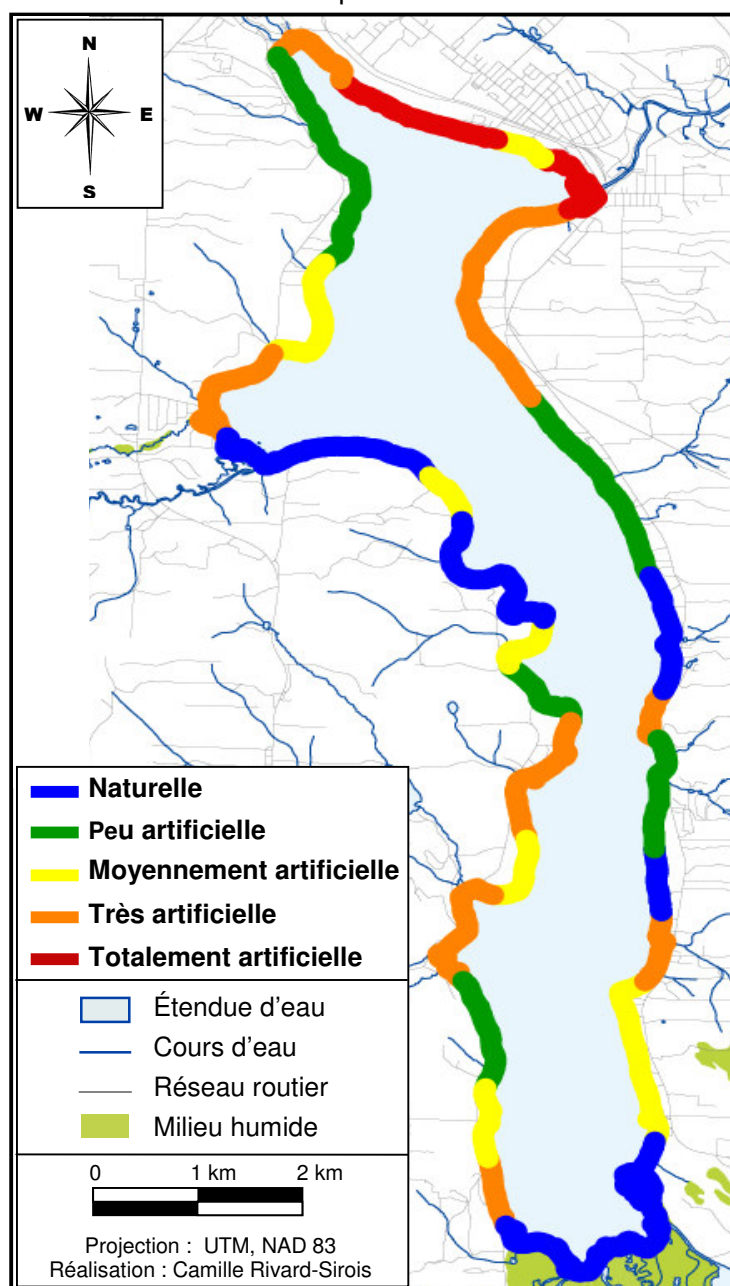 N
W E
S
Naturelle
Peu artificielle
Moyennement artificielle
Très artificielle
Totalement artificielle
Étendue d'eau
Cours d'eau
Réseau routier
Milieu humide
0 1 km 2 km
Projection : UTM, NAD 83
Réalisation : Camille Rivard-Sirois